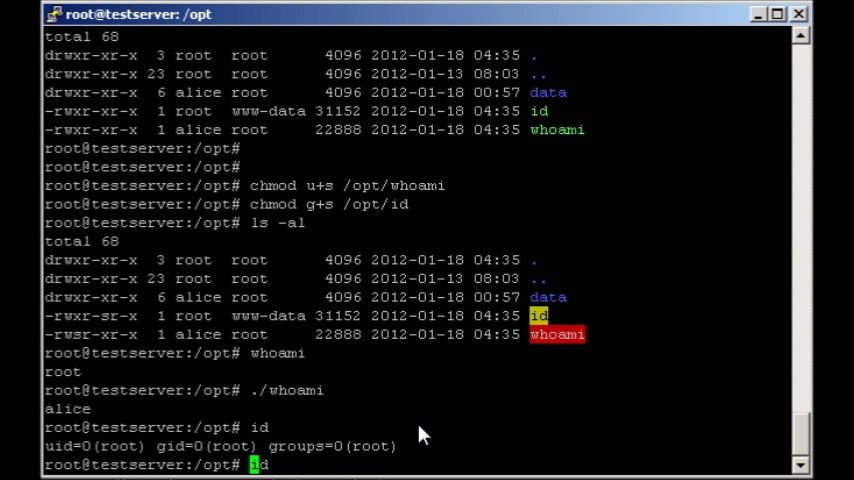 root@testserver: /opt
total 68
drwxr-xr-x  3 root  root      4096 2012-01-18 04:35 .
drwxr-xr-x 23 root  root      4096 2012-01-13 08:03 ..
drwxr-xr-x  6 alice root      4096 2012-01-18 00:57 data
-rwxr-xr-x  1 root  www-data 31152 2012-01-18 04:35 id
-rwxr-xr-x  1 alice root     22888 2012-01-18 04:35 whoami
root@testserver:/opt#
root@testserver:/opt#
root@testserver:/opt# chmod u+s /opt/whoami
root@testserver:/opt# chmod g+s /opt/id
root@testserver:/opt# ls -al
total 68
drwxr-xr-x  3 root  root      4096 2012-01-18 04:35 .
drwxr-xr-x 23 root  root      4096 2012-01-13 08:03 ..
drwxr-xr-x  6 alice root      4096 2012-01-18 00:57 data
-rwxr-sr-x  1 root  www-data 31152 2012-01-18 04:35 id
-rwsr-xr-x  1 alice root     22888 2012-01-18 04:35 whoami
root@testserver:/opt# whoami
root
root@testserver:/opt# ./whoami
alice
root@testserver:/opt# id
uid=0(root) gid=0(root) groups=0(root)
root@testserver:/opt# id